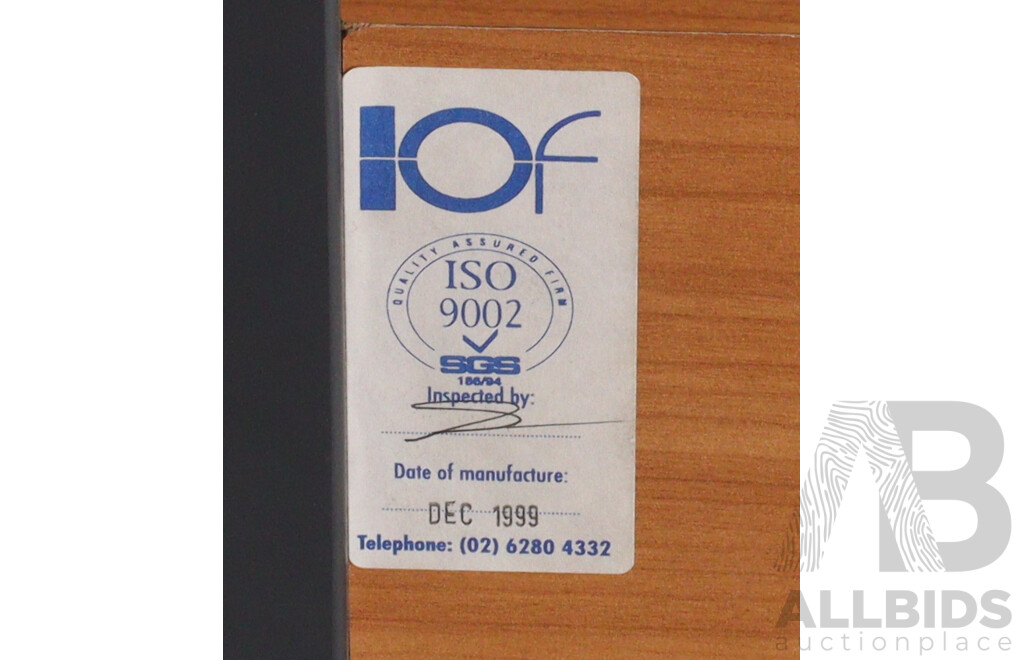 IOf
QUALITY ASSURED FIRM
ISO
9002
SGS
186/94
Inspected by:
Date of manufacture:
DEC 1999
Telephone: (02) 6280 4332
AB
ALLBIDS
auctionplace